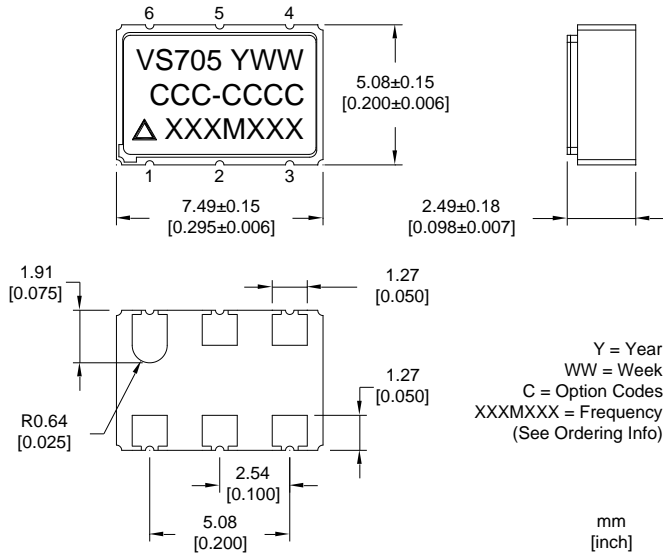 6 5 4
VS705 YWW
CCC-CCCC
△ XXXMXXX
1 2 3
5.08±0.15
[0.200±0.006]
7.49±0.15
[0.295±0.006]
2.49±0.18
[0.098±0.007]
1.91
[0.075]
1.27
[0.050]
1.27
[0.050]
R0.64
[0.025]
2.54
[0.100]
5.08
[0.200]
Y = Year
WW = Week
C = Option Codes
XXXMXXX = Frequency
(See Ordering Info)
mm
[inch]